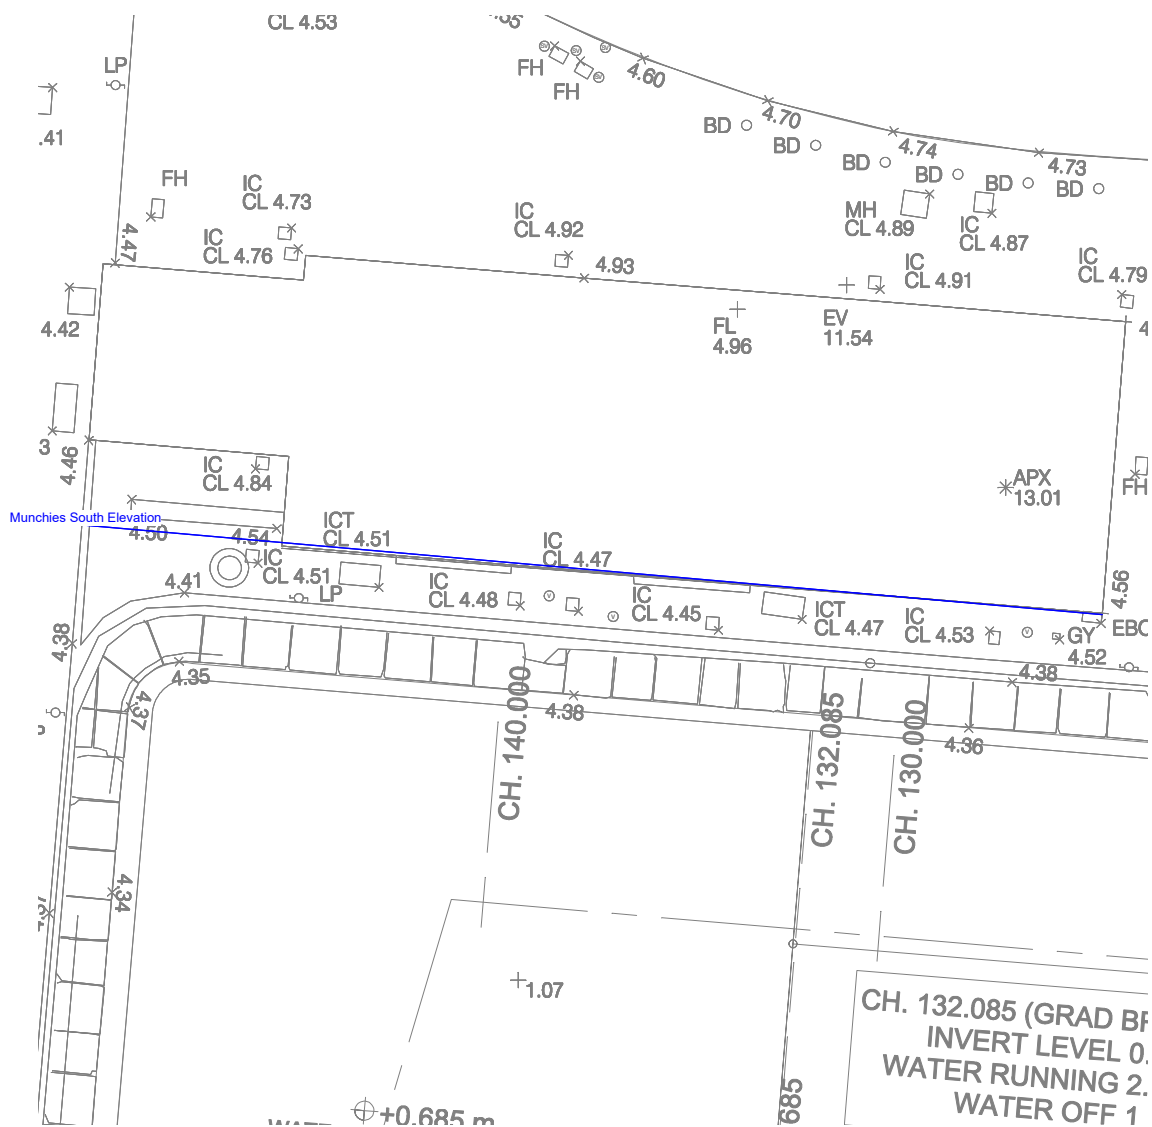 CL 4.53
LP
FH
FH
4.60
4.70
BD
BD
4.74
BD
BD
4.73
BD
BD
.41
FH
IC
CL 4.73
IC
CL 4.76
4.47
IC
CL 4.92
4.93
MH
CL 4.89
IC
CL 4.87
IC
CL 4.91
IC
CL 4.79
4.42
FL
4.96
EV
11.54
3
4.46
IC
CL 4.84
APX
13.01
FH
Munchies South Elevation
4.50
4.54
ICT
CL 4.51
IC
CL 4.47
IC
CL 4.51
4.41
LP
IC
CL 4.48
IC
CL 4.45
ICT
CL 4.47
IC
CL 4.53
GY
4.52
4.56
EBC
4.38
4.35
4.37
4.38
4.38
4.36
CH. 140.000
CH. 132.085
CH. 130.000
4.34
1.07
CH. 132.085 (GRAD BR
INVERT LEVEL 0.
WATER RUNNING 2.
WATER OFF 1
+0.685 m
685